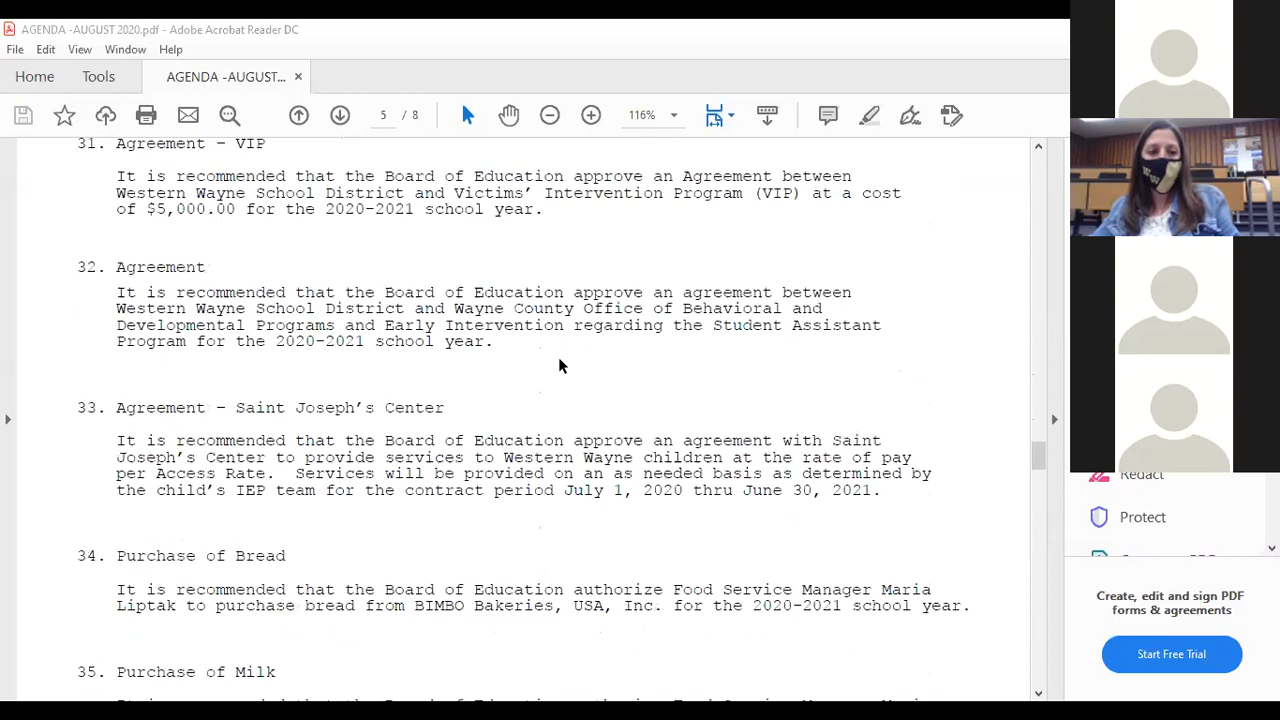 AGENDA -AUGUST 2020.pdf - Adobe Acrobat Reader DC
File Edit View Window Help
Home Tools AGENDA -AUGUST... ×
5 / 8 116%
31. Agreement – VIP
It is recommended that the Board of Education approve an Agreement between
Western Wayne School District and Victims’ Intervention Program (VIP) at a cost
of $5,000.00 for the 2020-2021 school year.
32. Agreement
It is recommended that the Board of Education approve an agreement between
Western Wayne School District and Wayne County Office of Behavioral and
Developmental Programs and Early Intervention regarding the Student Assistant
Program for the 2020-2021 school year.
33. Agreement – Saint Joseph’s Center
It is recommended that the Board of Education approve an agreement with Saint
Joseph’s Center to provide services to Western Wayne children at the rate of pay
per Access Rate. Services will be provided on an as needed basis as determined by
the child’s IEP team for the contract period July 1, 2020 thru June 30, 2021.
34. Purchase of Bread
It is recommended that the Board of Education authorize Food Service Manager Maria
Liptak to purchase bread from BIMBO Bakeries, USA, Inc. for the 2020-2021 school year.
35. Purchase of Milk
Redact
Protect
Create, edit and sign PDF
forms & agreements
Start Free Trial